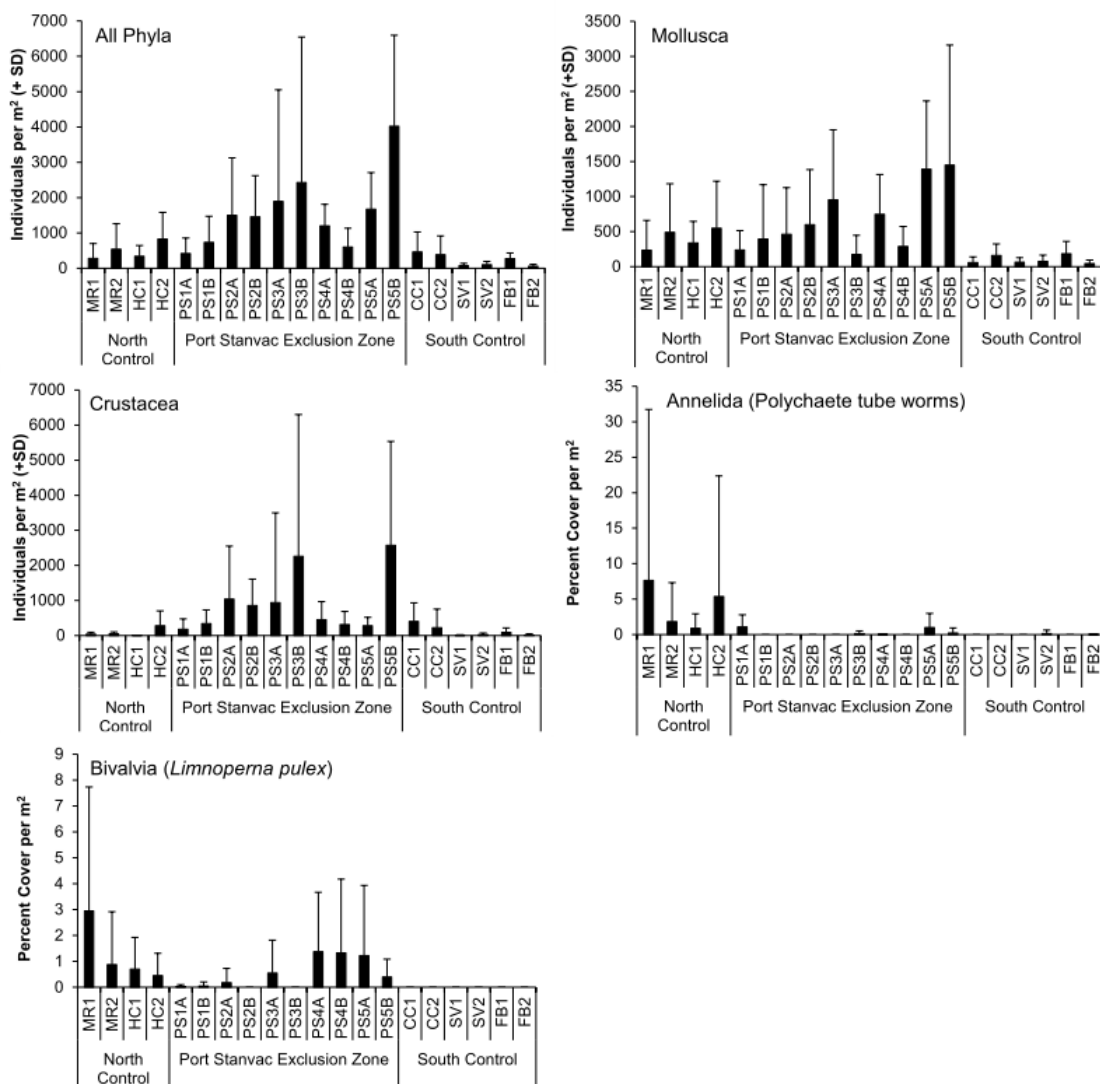 All Phyla
Individuals per m² (+ SD)
7000
6000
5000
4000
3000
2000
1000
0
MR1 MR2 HC1 HC2 PS1A PS1B PS2A PS2B PS3A PS3B PS4A PS4B PS5A PS5B CC1 CC2 SV1 SV2 FB1 FB2
North Control
Port Stanvac Exclusion Zone
South Control
Mollusca
Individuals per m² (+SD)
3500
3000
2500
2000
1500
1000
500
0
MR1 MR2 HC1 HC2 PS1A PS1B PS2A PS2B PS3A PS3B PS4A PS4B PS5A PS5B CC1 CC2 SV1 SV2 FB1 FB2
North
Control
Port Stanvac Exclusion Zone
South Control
Crustacea
Individuals per m² (+SD)
7000
6000
5000
4000
3000
2000
1000
0
MR1 MR2 HC1 HC2 PS1A PS1B PS2A PS2B PS3A PS3B PS4A PS4B PS5A PS5B CC1 CC2 SV1 SV2 FB1 FB2
North
Control
Port Stanvac Exclusion Zone
South Control
Annelida (Polychaete tube worms)
Percent Cover per m²
35
30
25
20
15
10
5
0
MR1 MR2 HC1 HC2 PS1A PS1B PS2A PS2B PS3A PS3B PS4A PS4B PS5A PS5B CC1 CC2 SV1 SV2 FB1 FB2
North
Control
Port Stanvac Exclusion Zone
South Control
Bivalvia (Limnoperna pulex)
Percent Cover per m²
9
8
7
6
5
4
3
2
1
0
MR1 MR2 HC1 HC2 PS1A PS1B PS2A PS2B PS3A PS3B PS4A PS4B PS5A PS5B CC1 CC2 SV1 SV2 FB1 FB2
North
Control
Port Stanvac Exclusion Zone
South Control